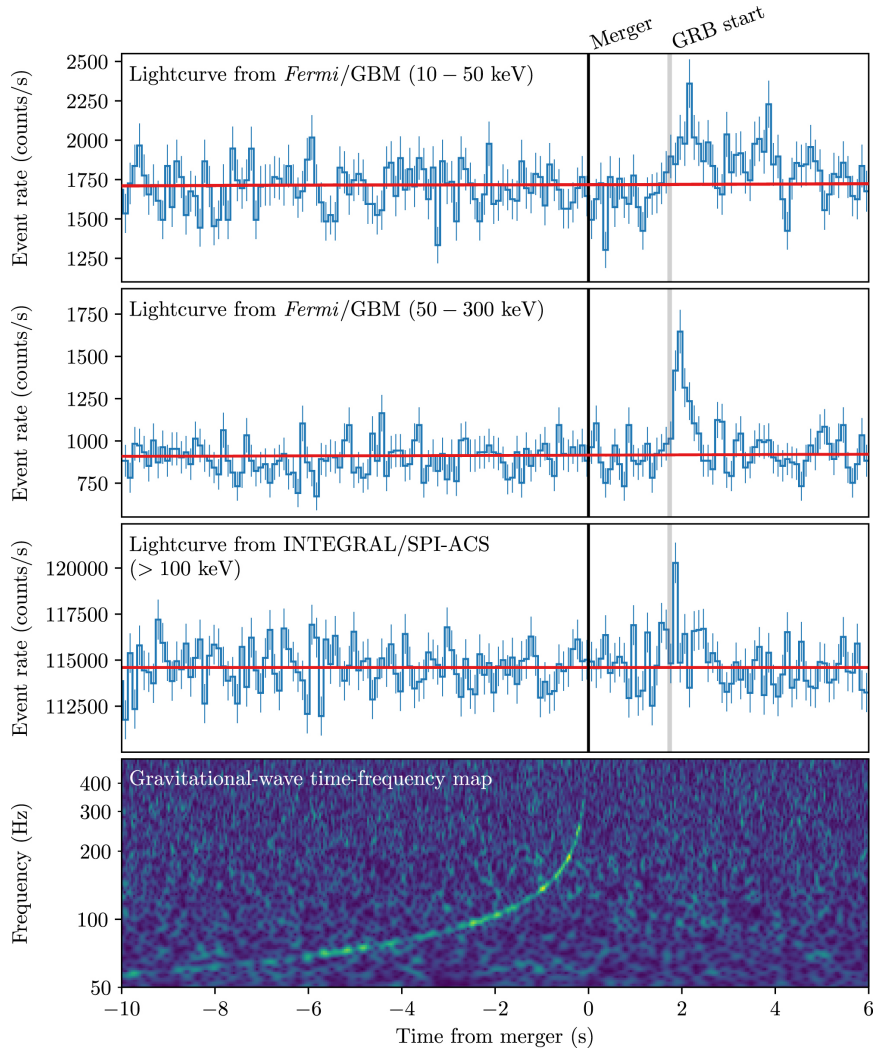 Merger
GRB start
Lightcurve from Fermi/GBM (10 − 50 keV)
Event rate (counts/s)
2500
2250
2000
1750
1500
1250
Lightcurve from Fermi/GBM (50 − 300 keV)
Event rate (counts/s)
1750
1500
1250
1000
750
Lightcurve from INTEGRAL/SPI-ACS
(> 100 keV)
Event rate (counts/s)
120000
117500
115000
112500
Gravitational-wave time-frequency map
Frequency (Hz)
400
300
200
100
50
−10 −8 −6 −4 −2 0 2 4 6
Time from merger (s)